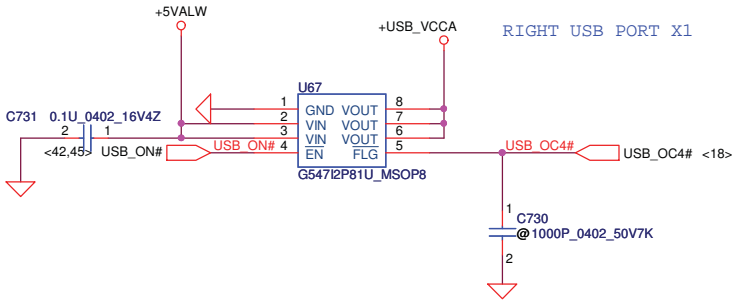 +5VALW
+USB_VCCA
RIGHT USB PORT X1
U67
C731 0.1U_0402_16V4Z
1 GND VOUT 8
2 VIN VOUT 7
3 VIN VOUT 6
4 EN FLG 5
2 1
<42,45> USB_ON# USB_ON#
USB_OC4# USB_OC4# <18>
G547I2P81U_MSOP8
1
C730
@ 1000P_0402_50V7K
2